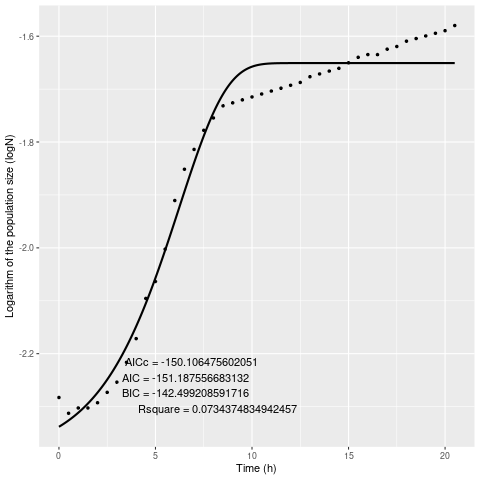 -1.6
-1.8
-2.0
-2.2
Logarithm of the population size (logN)
AICc = -150.106475602051
AIC = -151.187556683132
BIC = -142.499208591716
Rsquare = 0.0734374834942457
0 5 10 15 20
Time (h)